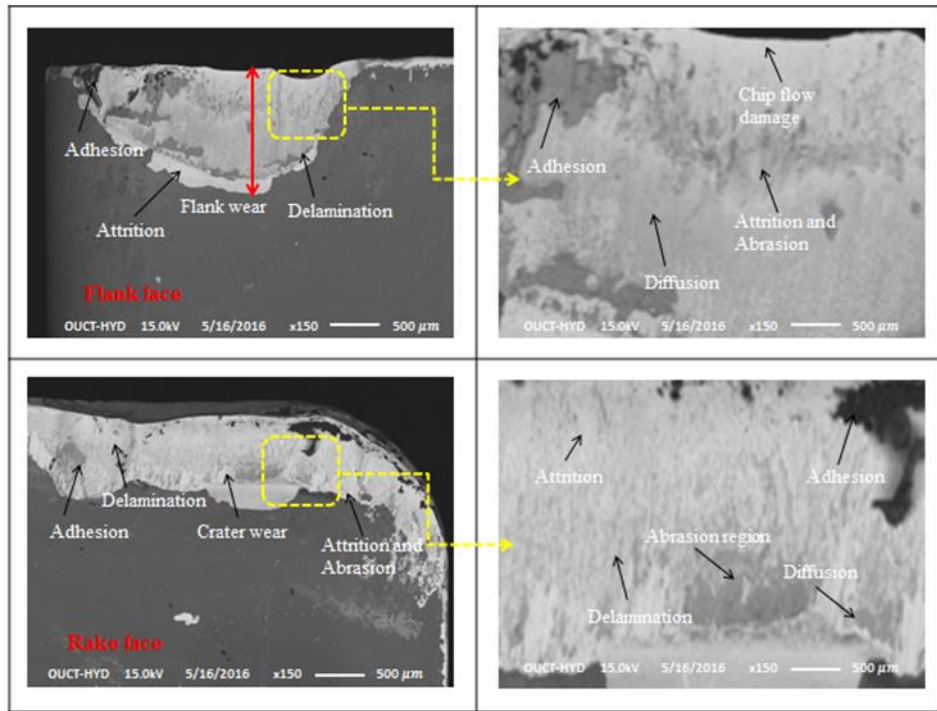 Adhesion
Flank wear
Delamination
Attrition
Flank face
OUCT-HYD 15.0kV 5/16/2016 x150 500 µm
Chip flow
damage
Adhesion
Attrition and
Abrasion
Diffusion
OUCT-HYD 15.0kV 5/16/2016 x150 500 µm
Delamination
Adhesion
Crater wear
Attrition and
Abrasion
Rake face
OUCT-HYD 15.0kV 5/16/2016 x150 500 µm
Attrition
Adhesion
Abrasion region
Diffusion
Delamination
OUCT-HYD 15.0kV 5/16/2016 x150 500 µm